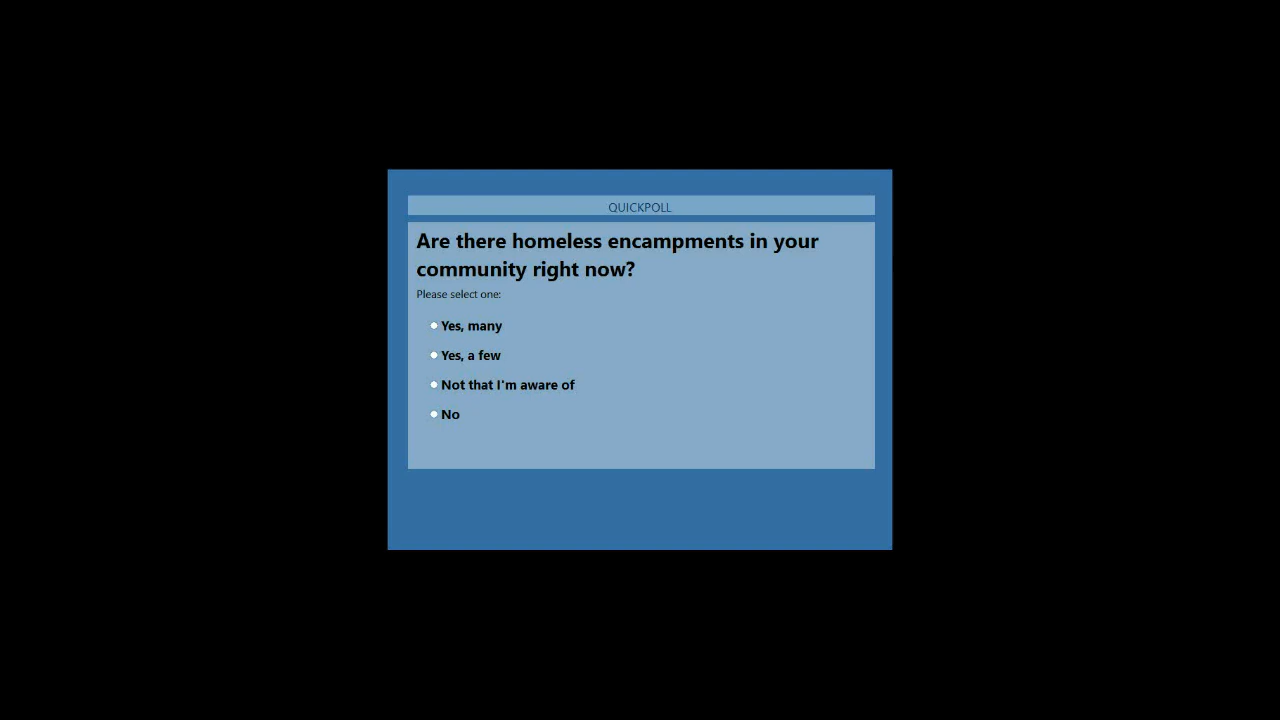 QUICKPOLL
Are there homeless encampments in your
community right now?
Please select one:
Yes, many
Yes, a few
Not that I'm aware of
No